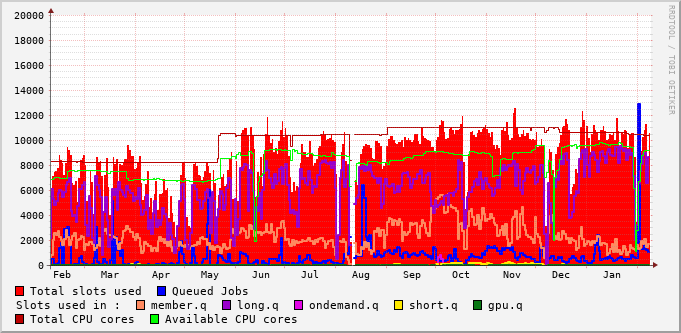 20000
18000
16000
14000
12000
10000
8000
6000
4000
2000
0
Feb Mar Apr May Jun Jul Aug Sep Oct Nov Dec Jan
Total slots used Queued Jobs
Slots used in : member.q long.q ondemand.q short.q gpu.q
Total CPU cores Available CPU cores
RRDTOOL / TOBI OETIKER